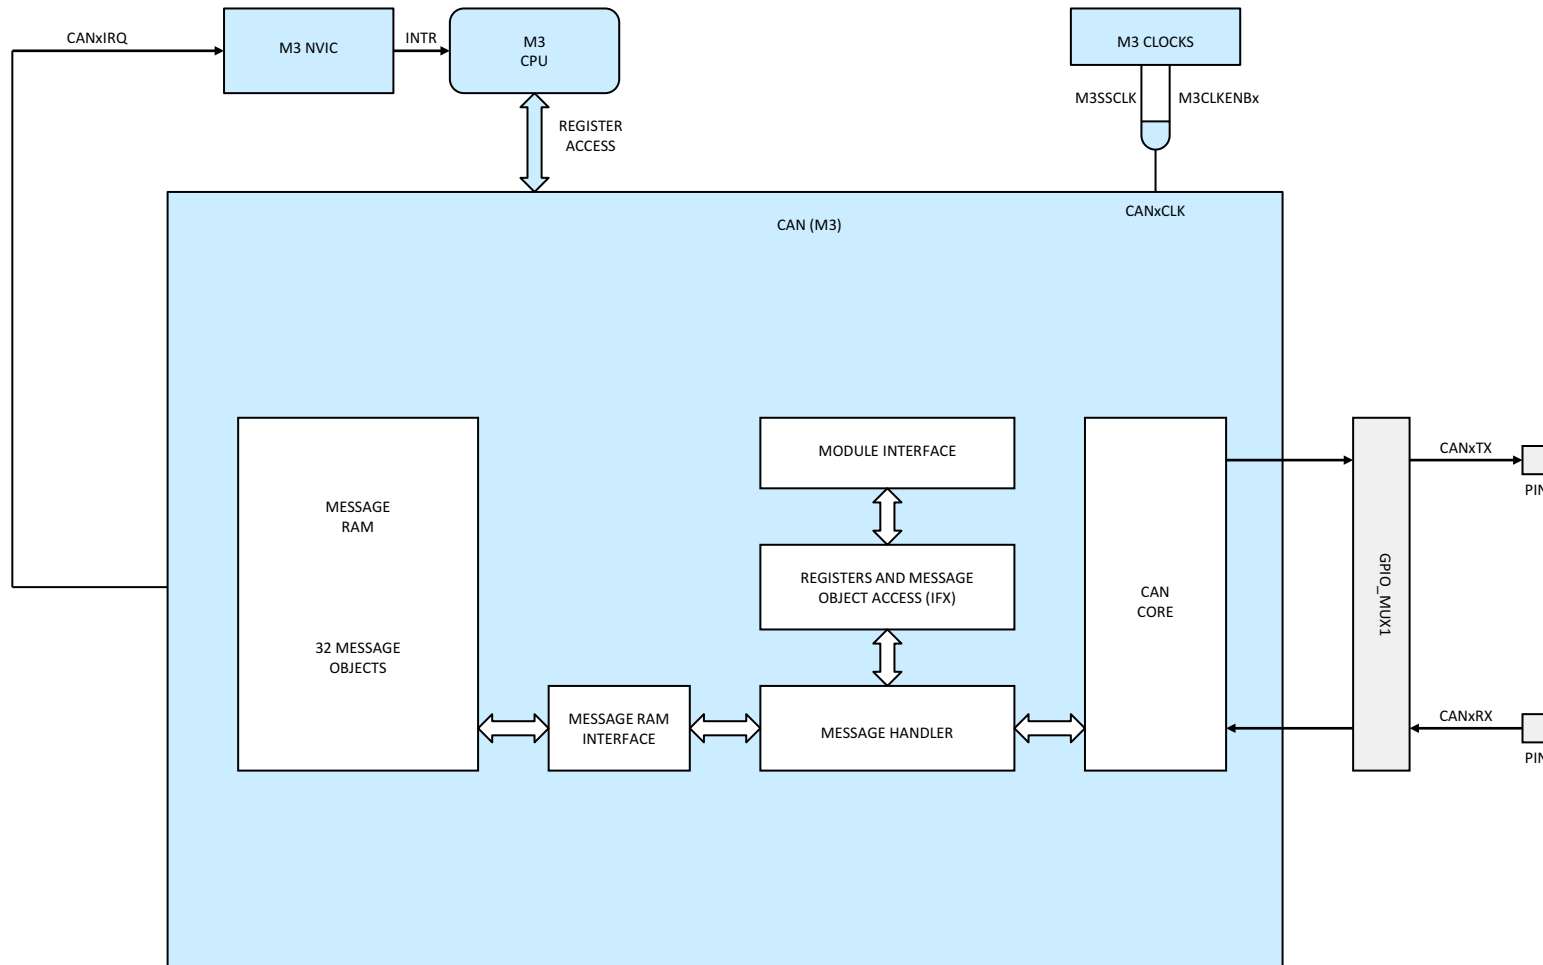 CANxIRQ
M3 NVIC
INTR
M3
CPU
M3 CLOCKS
M3SSCLK
M3CLKENBx
REGISTER
ACCESS
CANxCLK
CAN (M3)
MODULE INTERFACE
CANxTX
PIN
MESSAGE
RAM
REGISTERS AND MESSAGE
OBJECT ACCESS (IFX)
CAN
CORE
GPIO_MUX1
32 MESSAGE
OBJECTS
MESSAGE RAM
INTERFACE
MESSAGE HANDLER
CANxRX
PIN